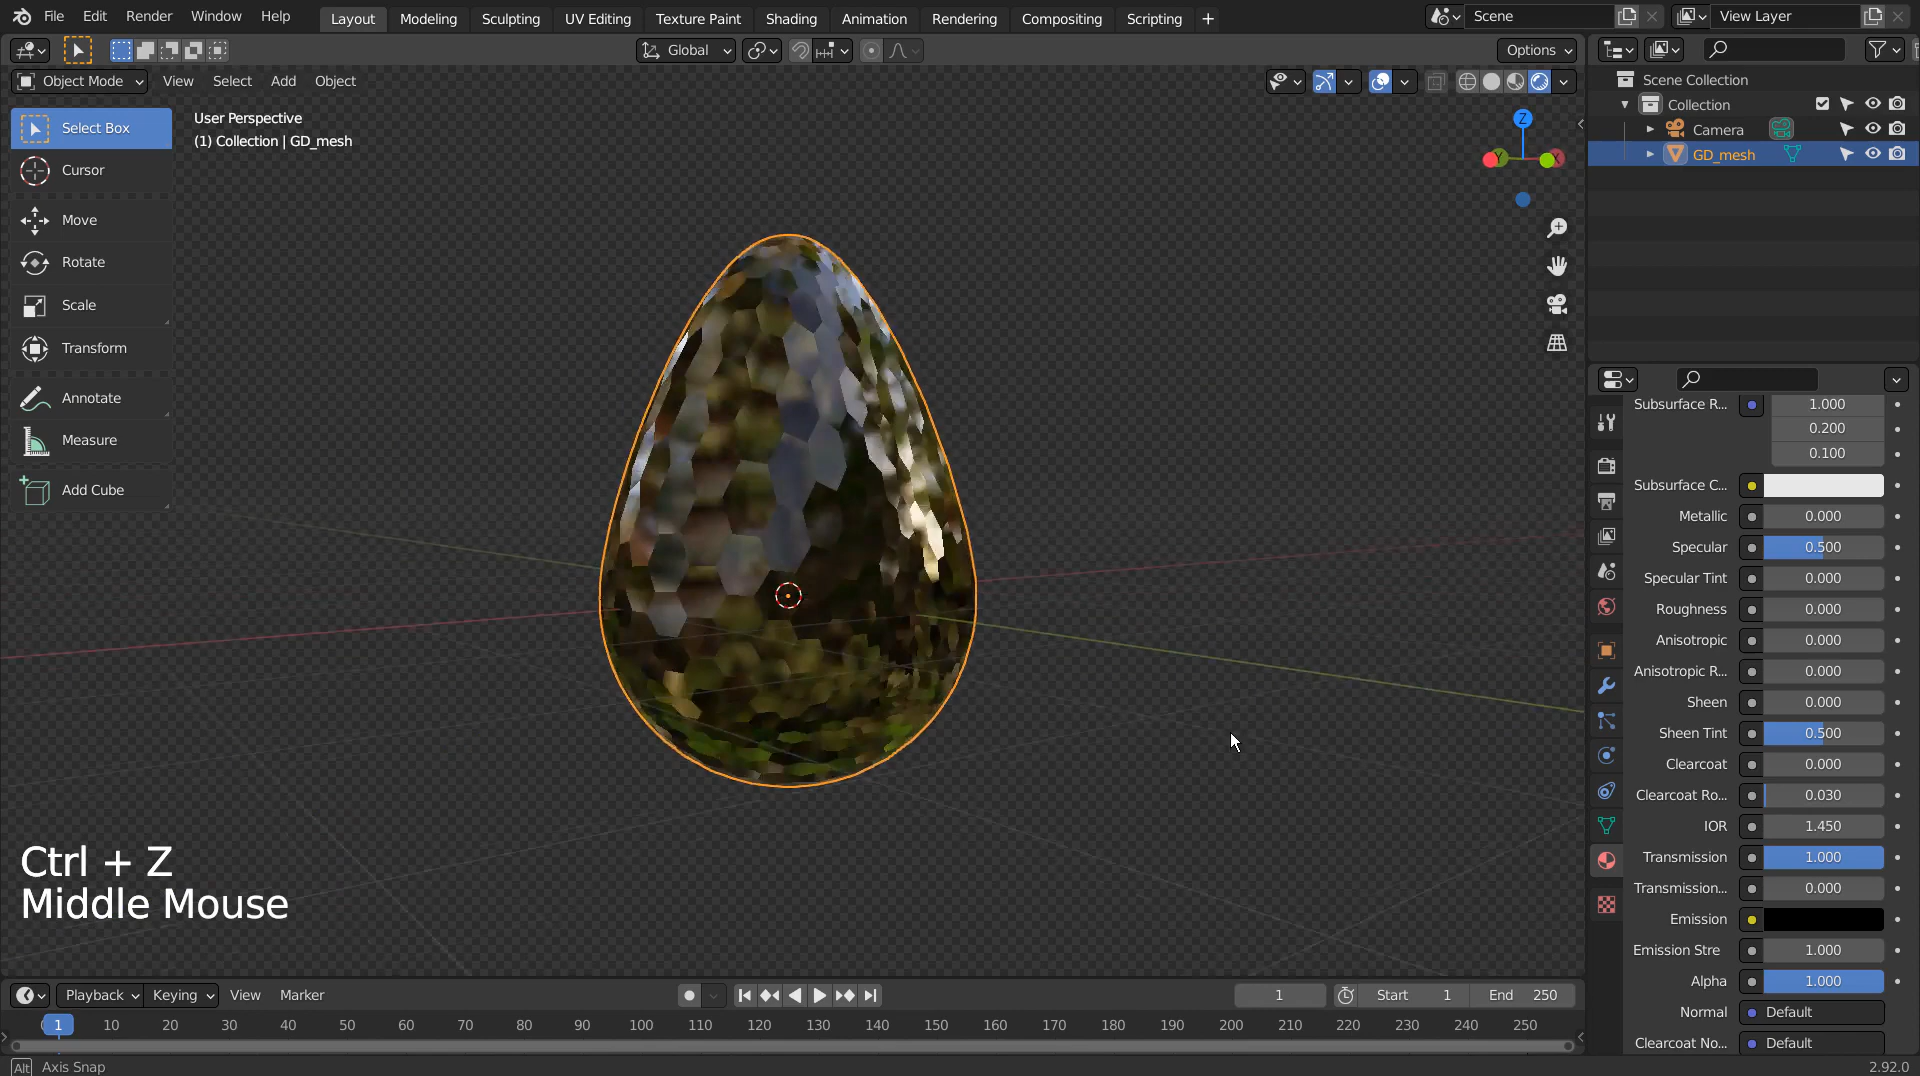 File Edit Render Window Help
Layout Modeling Sculpting UV Editing Texture Paint Shading Animation Rendering Compositing Scripting +
Scene
View Layer
Global
Options
Object Mode View Select Add Object
Select Box
Cursor
Move
Rotate
Scale
Transform
Annotate
Measure
Add Cube
User Perspective
(1) Collection | GD_mesh
Z
Y
X
Scene Collection
Collection
Camera
GD_mesh
Subsurface R... 1.000
0.200
0.100
Subsurface C...
Metallic 0.000
Specular 0.500
Specular Tint 0.000
Roughness 0.000
Anisotropic 0.000
Anisotropic R... 0.000
Sheen 0.000
Sheen Tint 0.500
Clearcoat 0.000
Clearcoat Ro... 0.030
IOR 1.450
Transmission 1.000
Transmission... 0.000
Emission
Emission Stre 1.000
Alpha 1.000
Normal Default
Clearcoat No... Default
Ctrl + Z
Middle Mouse
Playback Keying View Marker
1 Start 1 End 250
1 10 20 30 40 50 60 70 80 90 100 110 120 130 140 150 160 170 180 190 200 210 220 230 240 250
Alt Axis Snap
2.92.0